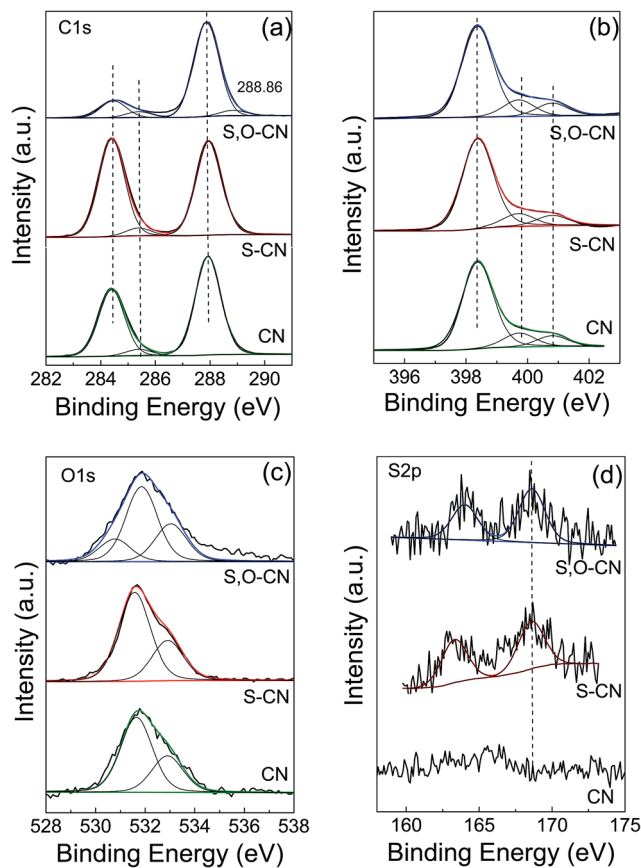 C1s
(a)
288.86
S,O-CN
S-CN
CN
Intensity (a.u.)
282 284 286 288 290
Binding Energy (eV)
(b)
S,O-CN
S-CN
CN
Intensity (a.u.)
396 398 400 402
Binding Energy (eV)
O1s
(c)
S,O-CN
S-CN
CN
Intensity (a.u.)
528 530 532 534 536 538
Binding Energy (eV)
S2p
(d)
S,O-CN
S-CN
CN
Intensity (a.u.)
160 165 170 175
Binding Energy (eV)